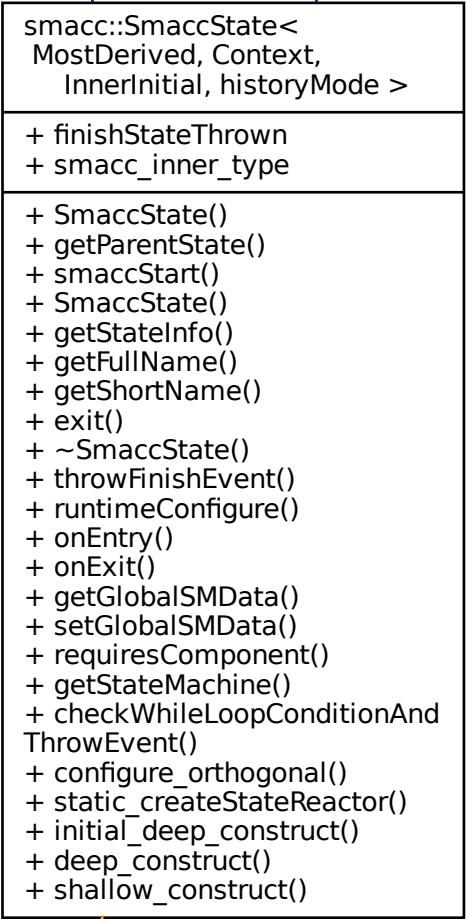 smacc::SmaccState<
MostDerived, Context,
InnerInitial, historyMode >
+ finishStateThrown
+ smacc_inner_type
+ SmaccState()
+ getParentState()
+ smaccStart()
+ SmaccState()
+ getStateInfo()
+ getFullName()
+ getShortName()
+ exit()
+ ~SmaccState()
+ throwFinishEvent()
+ runtimeConfigure()
+ onEntry()
+ onExit()
+ getGlobalSMData()
+ setGlobalSMData()
+ requiresComponent()
+ getStateMachine()
+ checkWhileLoopConditionAnd
ThrowEvent()
+ configure_orthogonal()
+ static_createStateReactor()
+ initial_deep_construct()
+ deep_construct()
+ shallow_construct()